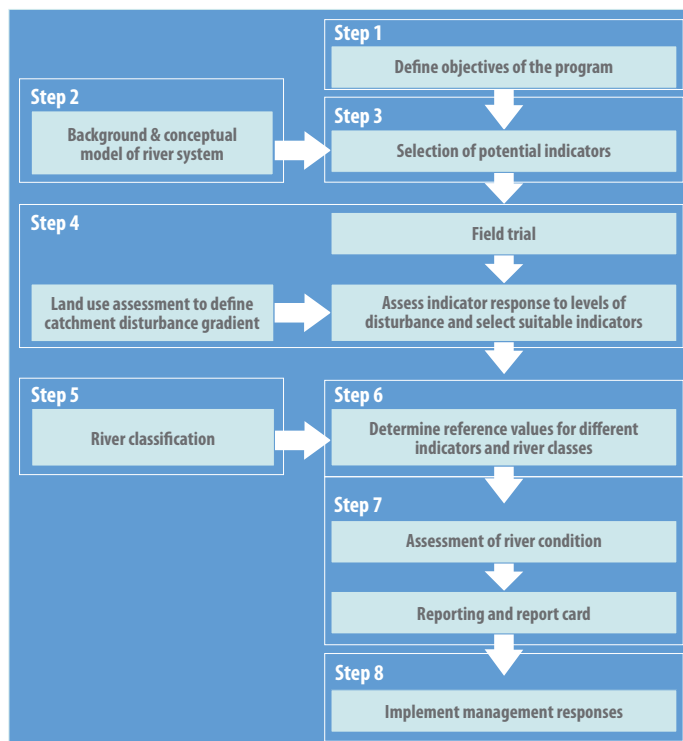 Step 1
Define objectives of the program
Step 2
Background & conceptual
model of river system
Step 3
Selection of potential indicators
Step 4
Field trial
Land use assessment to define
catchment disturbance gradient
Assess indicator response to levels of
disturbance and select suitable indicators
Step 5
River classification
Step 6
Determine reference values for different
indicators and river classes
Step 7
Assessment of river condition
Reporting and report card
Step 8
Implement management responses